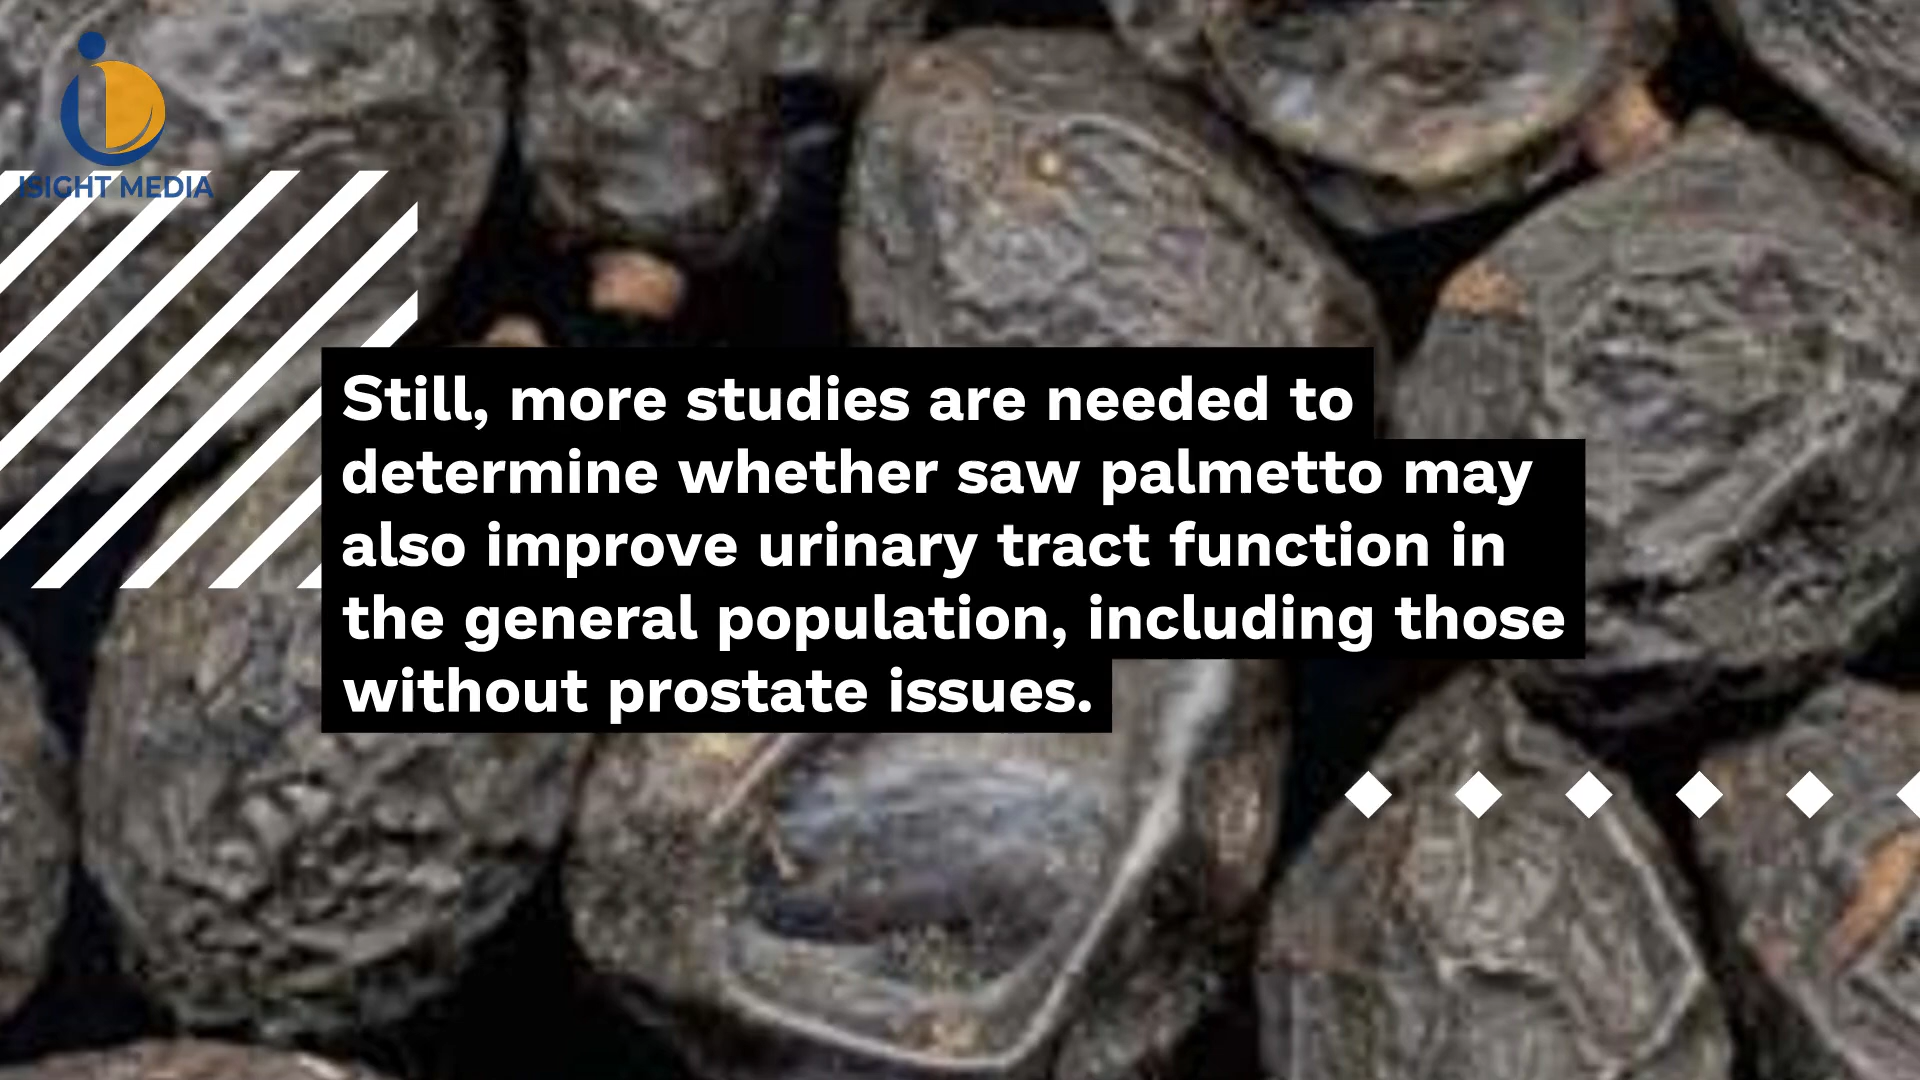 ISIGHT MEDIA
Still, more studies are needed to
determine whether saw palmetto may
also improve urinary tract function in
the general population, including those
without prostate issues.